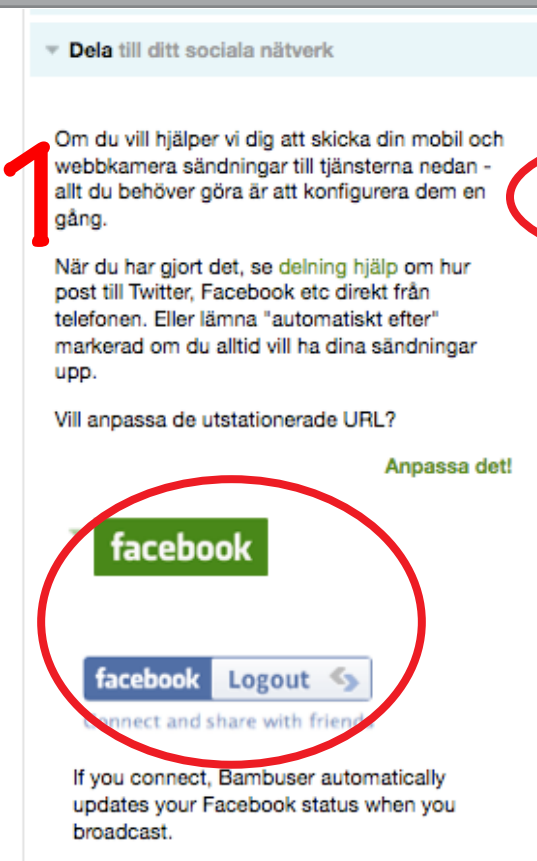 Dela till ditt sociala nätverk
1
Om du vill hjälper vi dig att skicka din mobil och
webbkamera sändningar till tjänsterna nedan -
allt du behöver göra är att konfigurera dem en
gång.
När du har gjort det, se delning hjälp om hur
post till Twitter, Facebook etc direkt från
telefonen. Eller lämna "automatiskt efter"
markerad om du alltid vill ha dina sändningar
upp.
Vill anpassa de utstationerade URL?
Anpassa det!
facebook
facebook Logout
Connect and share with friends
If you connect, Bambuser automatically
updates your Facebook status when you
broadcast.